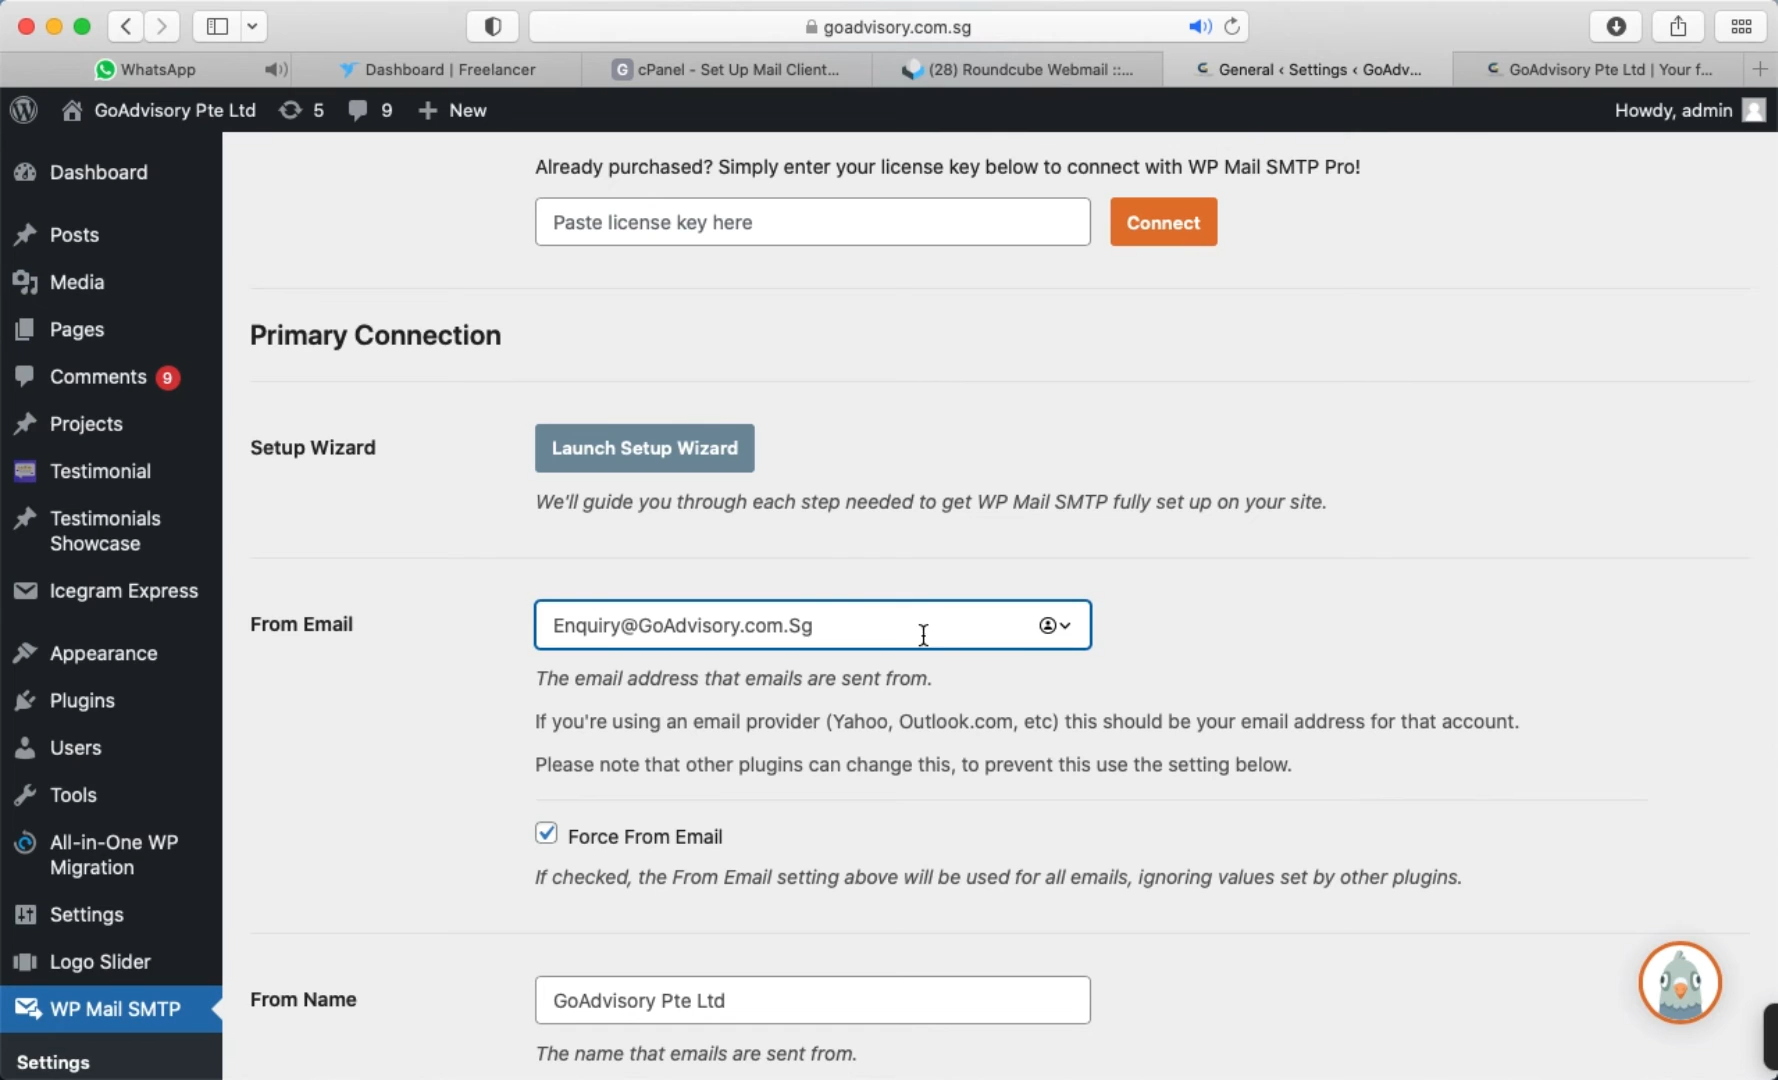 goadvisory.com.sg
WhatsApp
Dashboard | Freelancer
G cPanel - Set Up Mail Client...
(28) Roundcube Webmail ::...
General ‹ Settings ‹ GoAdv...
GoAdvisory Pte Ltd | Your f...
GoAdvisory Pte Ltd 5 9 + New
Howdy, admin
Dashboard
Posts
Media
Pages
Comments 9
Projects
Testimonial
Testimonials
Showcase
Icegram Express
Appearance
Plugins
Users
Tools
All-in-One WP
Migration
Settings
Logo Slider
WP Mail SMTP
Settings
Already purchased? Simply enter your license key below to connect with WP Mail SMTP Pro!
Paste license key here
Connect
Primary Connection
Setup Wizard
Launch Setup Wizard
We'll guide you through each step needed to get WP Mail SMTP fully set up on your site.
From Email
Enquiry@GoAdvisory.com.Sg
The email address that emails are sent from.
If you're using an email provider (Yahoo, Outlook.com, etc) this should be your email address for that account.
Please note that other plugins can change this, to prevent this use the setting below.
Force From Email
If checked, the From Email setting above will be used for all emails, ignoring values set by other plugins.
From Name
GoAdvisory Pte Ltd
The name that emails are sent from.